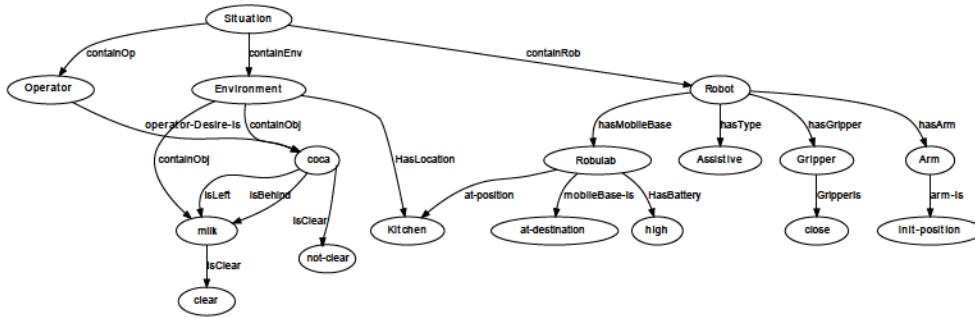 Situation
containOp
containEnv
containRob
Operator
Environment
Robot
operator-Desire-Is
containObj
hasMobileBase
hasType
hasGripper
hasArm
containObj
coca
HasLocation
Robulab
Assistive
Gripper
Arm
isLeft
IsBehind
at-position
mobileBase-Is
HasBattery
GripperIs
arm-Is
milk
IsClear
Kitchen
at-destination
high
close
Init-position
IsClear
not-clear
clear